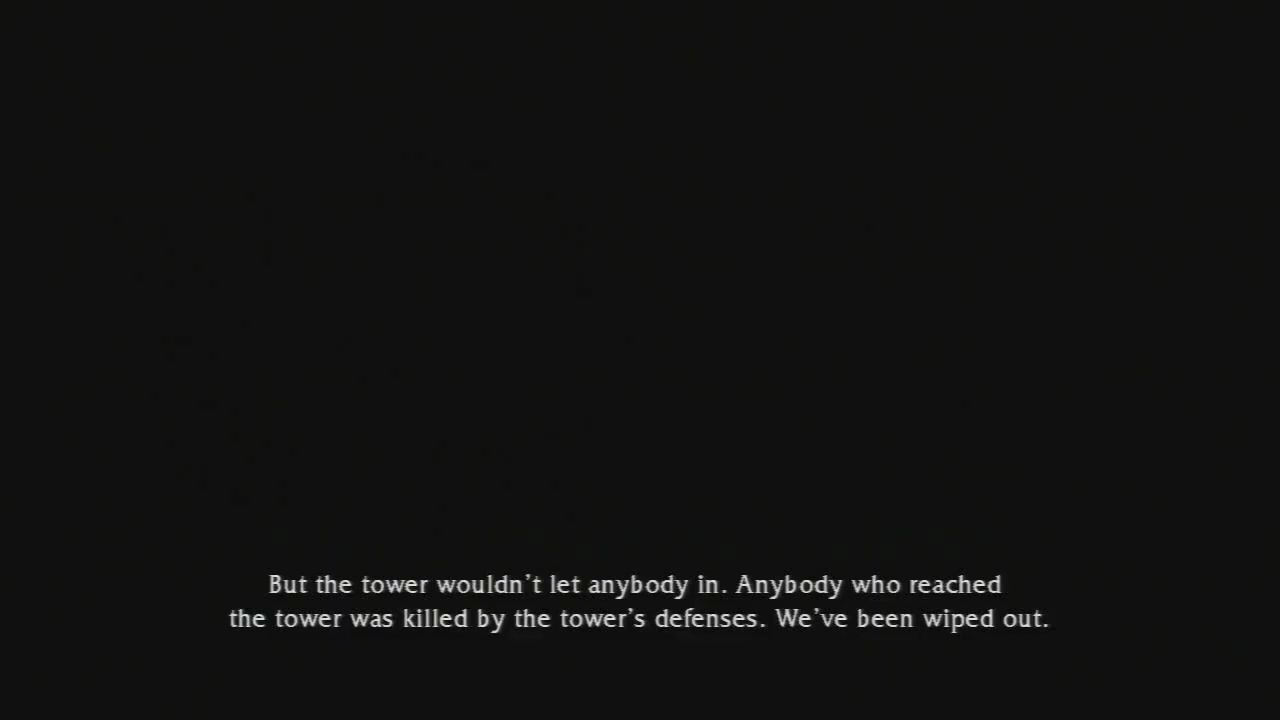 But the tower wouldn’t let anybody in. Anybody who reached
the tower was killed by the tower’s defenses. We’ve been wiped out.